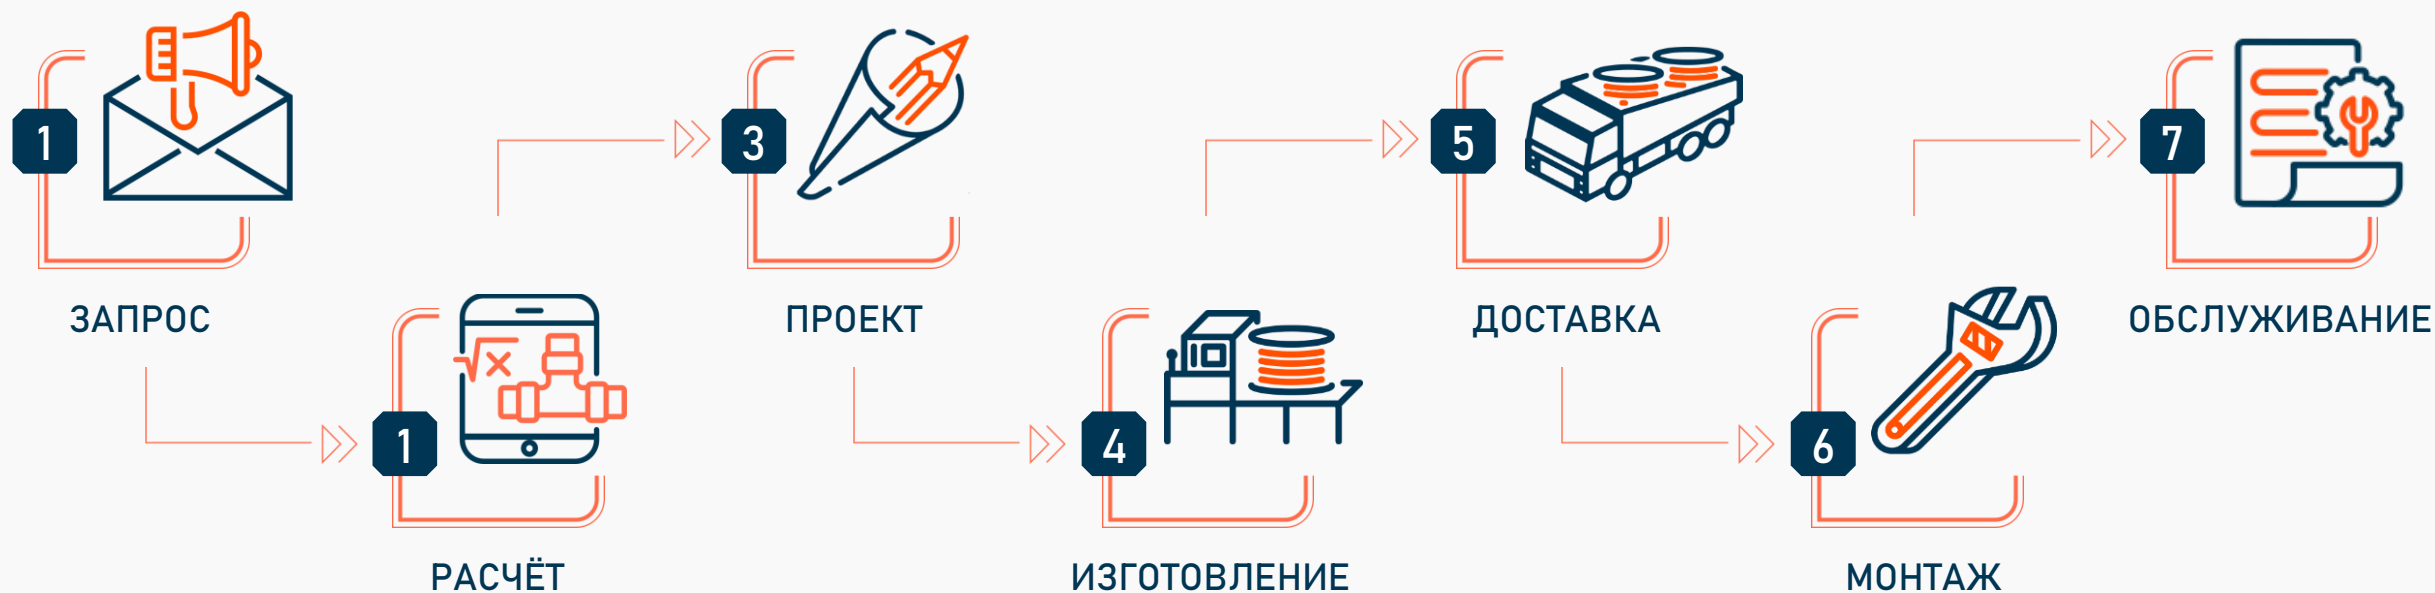 1
ЗАПРОС
1
РАСЧЁТ
3
ПРОЕКТ
4
ИЗГОТОВЛЕНИЕ
5
ДОСТАВКА
6
МОНТАЖ
7
ОБСЛУЖИВАНИЕ